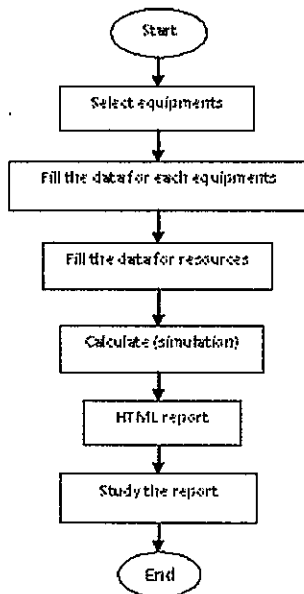 Start
Select equipments
Fill the data for each equipments
Fill the data for resources
Calculate (simulation)
HTML report
Study the report
End